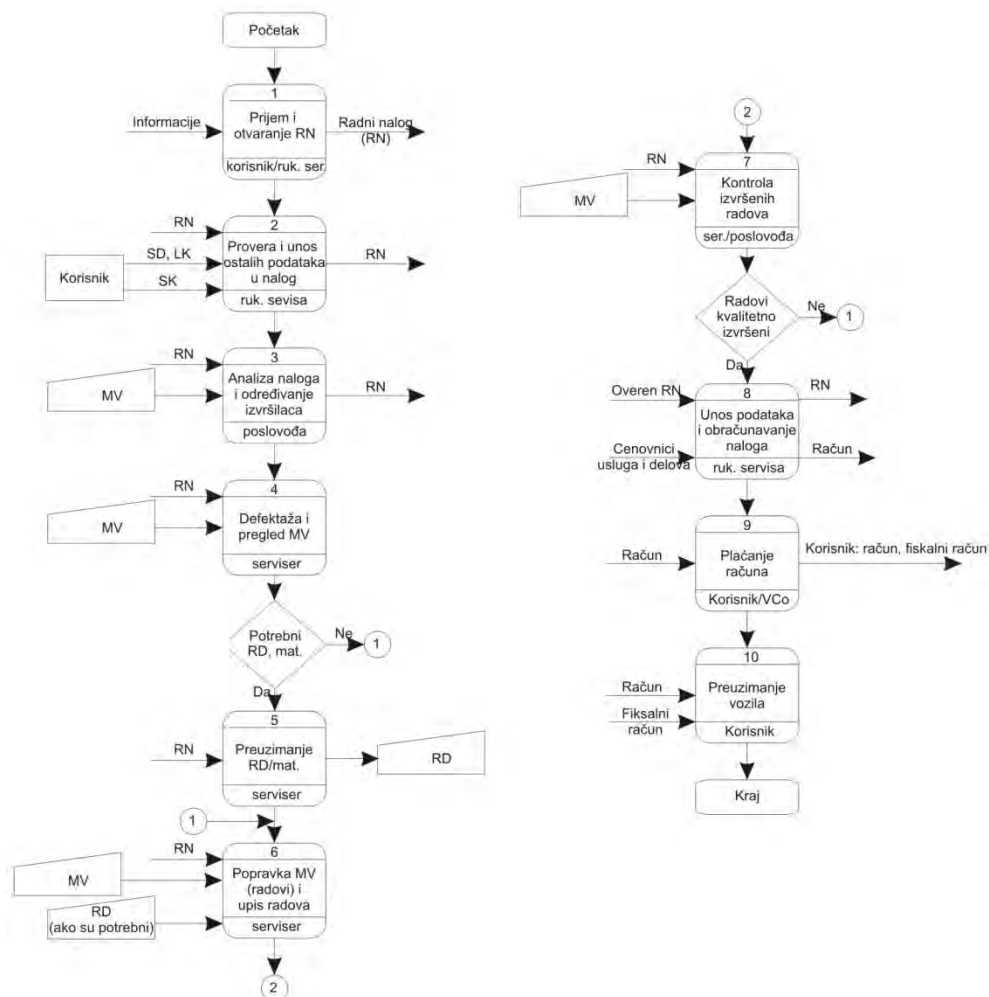 Početak
1
Informacije
Prijem i
otvaranje RN
Radni nalog
(RN)
korisnik/ruk. ser.
RN
2
Korisnik
SD, LK
SK
Provera i unos
ostalih podataka
u nalog
RN
ruk. sevisa
RN
3
MV
Analiza naloga
i određivanje
izvršilaca
RN
poslovođa
RN
4
MV
Defektaža i
pregled MV
serviser
Potrebni
RD, mat.
Ne
1
Da
5
RN
Preuzimanje
RD/mat.
RD
serviser
1
RN
6
MV
Popravka MV
(radovi) i
upis radova
RD
(ako su potrebni)
serviser
2
2
RN
7
MV
Kontrola
izvršenih
radova
ser./poslovođa
Radovi
kvalitetno
izvršeni
Ne
1
Da
Overen RN
8
RN
Unos podataka
i obračunavanje
naloga
Cenovnici
usluga i delova
Račun
ruk. servisa
9
Račun
Plaćanje
računa
Korisnik: račun, fiskalni račun
Korisnik/VCo
10
Račun
Preuzimanje
vozila
Fiksalni
račun
Korisnik
Kraj